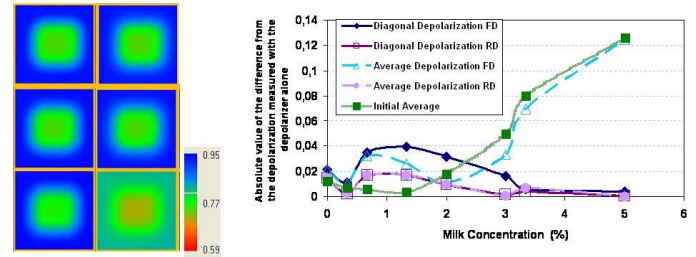 0.95
0.77
0.59
Absolute value of the difference from
the depolarization measured with the
depolarizer alone
0,14
0,12
0,1
0,08
0,06
0,04
0,02
0
Diagonal Depolarization FD
Diagonal Depolarization RD
Average Depolarization FD
Average Depolarization RD
Initial Average
0
1
2
3
4
5
6
Milk Concentration (%)